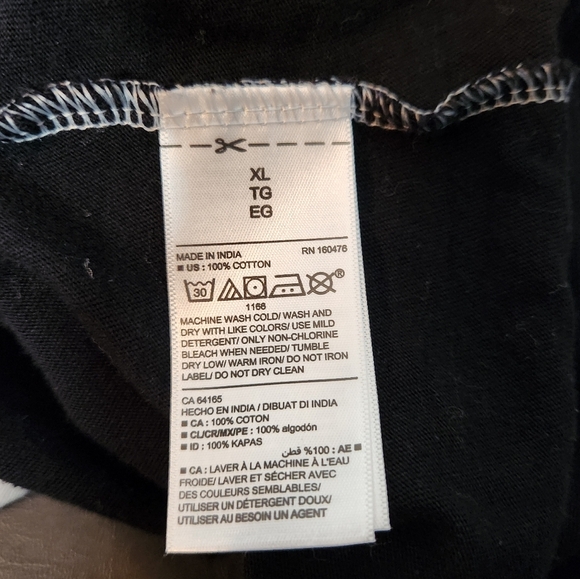 XL
TG
EG
MADE IN INDIA RN 160476
■ US : 100% COTTON
30 ®
1166
MACHINE WASH COLD/ WASH AND
DRY WITH LIKE COLORS/ USE MILD
DETERGENT/ ONLY NON-CHLORINE
BLEACH WHEN NEEDED/ TUMBLE
DRY LOW/ WARM IRON/ DO NOT IRON
LABEL/ DO NOT DRY CLEAN
CA 64165
HECHO EN INDIA / DIBUAT DI INDIA
■ CA : 100% COTON
■ CL/CR/MX/PE : 100% algodón
■ ID : 100% KAPAS
■ AE : 100% قطن
■ CA : LAVER À LA MACHINE À L'EAU
FROIDE/ LAVER ET SÉCHER AVEC
DES COULEURS SEMBLABLES/
UTILISER UN DÉTERGENT DOUX/
UTILISER AU BESOIN UN AGENT